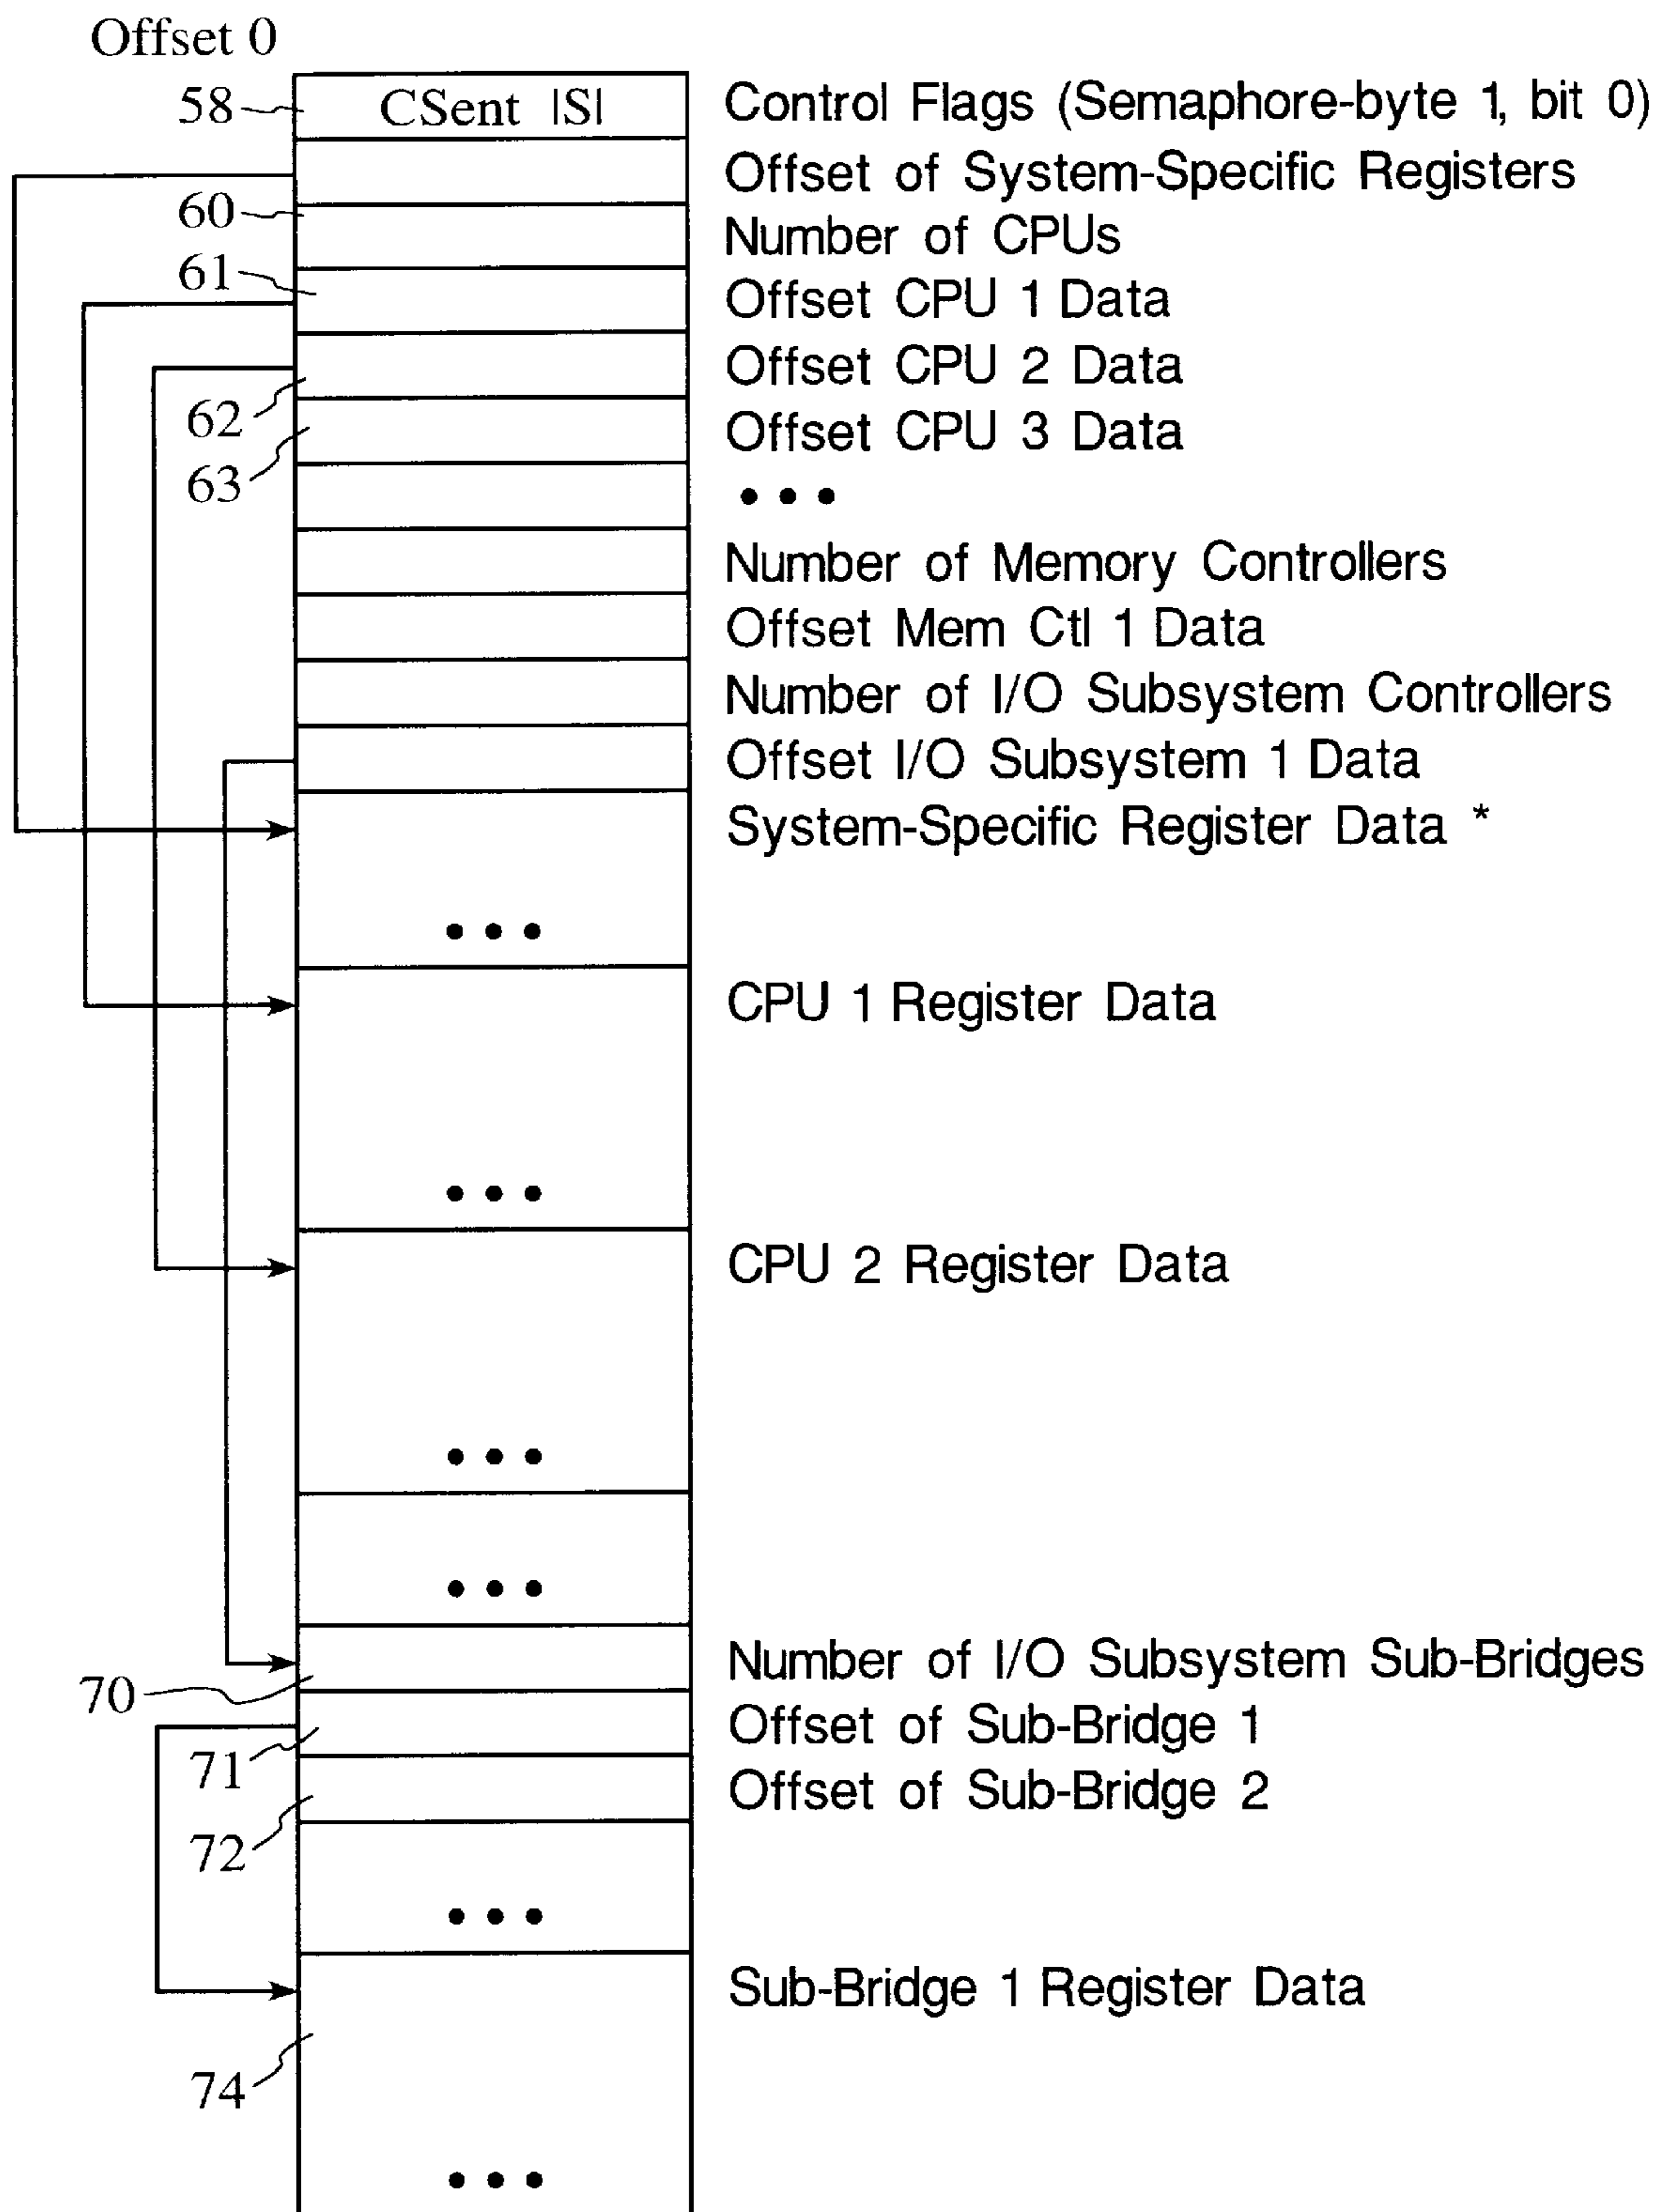 Offset 0
58 CSent |S| Control Flags (Semaphore-byte 1, bit 0)
Offset of System-Specific Registers
60 Number of CPUs
61 Offset CPU 1 Data
Offset CPU 2 Data
62 Offset CPU 3 Data
63
• • •
Number of Memory Controllers
Offset Mem Ctl 1 Data
Number of I/O Subsystem Controllers
Offset I/O Subsystem 1 Data
System-Specific Register Data *
• • •
CPU 1 Register Data
• • •
CPU 2 Register Data
• • •
• • •
Number of I/O Subsystem Sub-Bridges
70
Offset of Sub-Bridge 1
71
Offset of Sub-Bridge 2
72
• • •
Sub-Bridge 1 Register Data
74
• • •